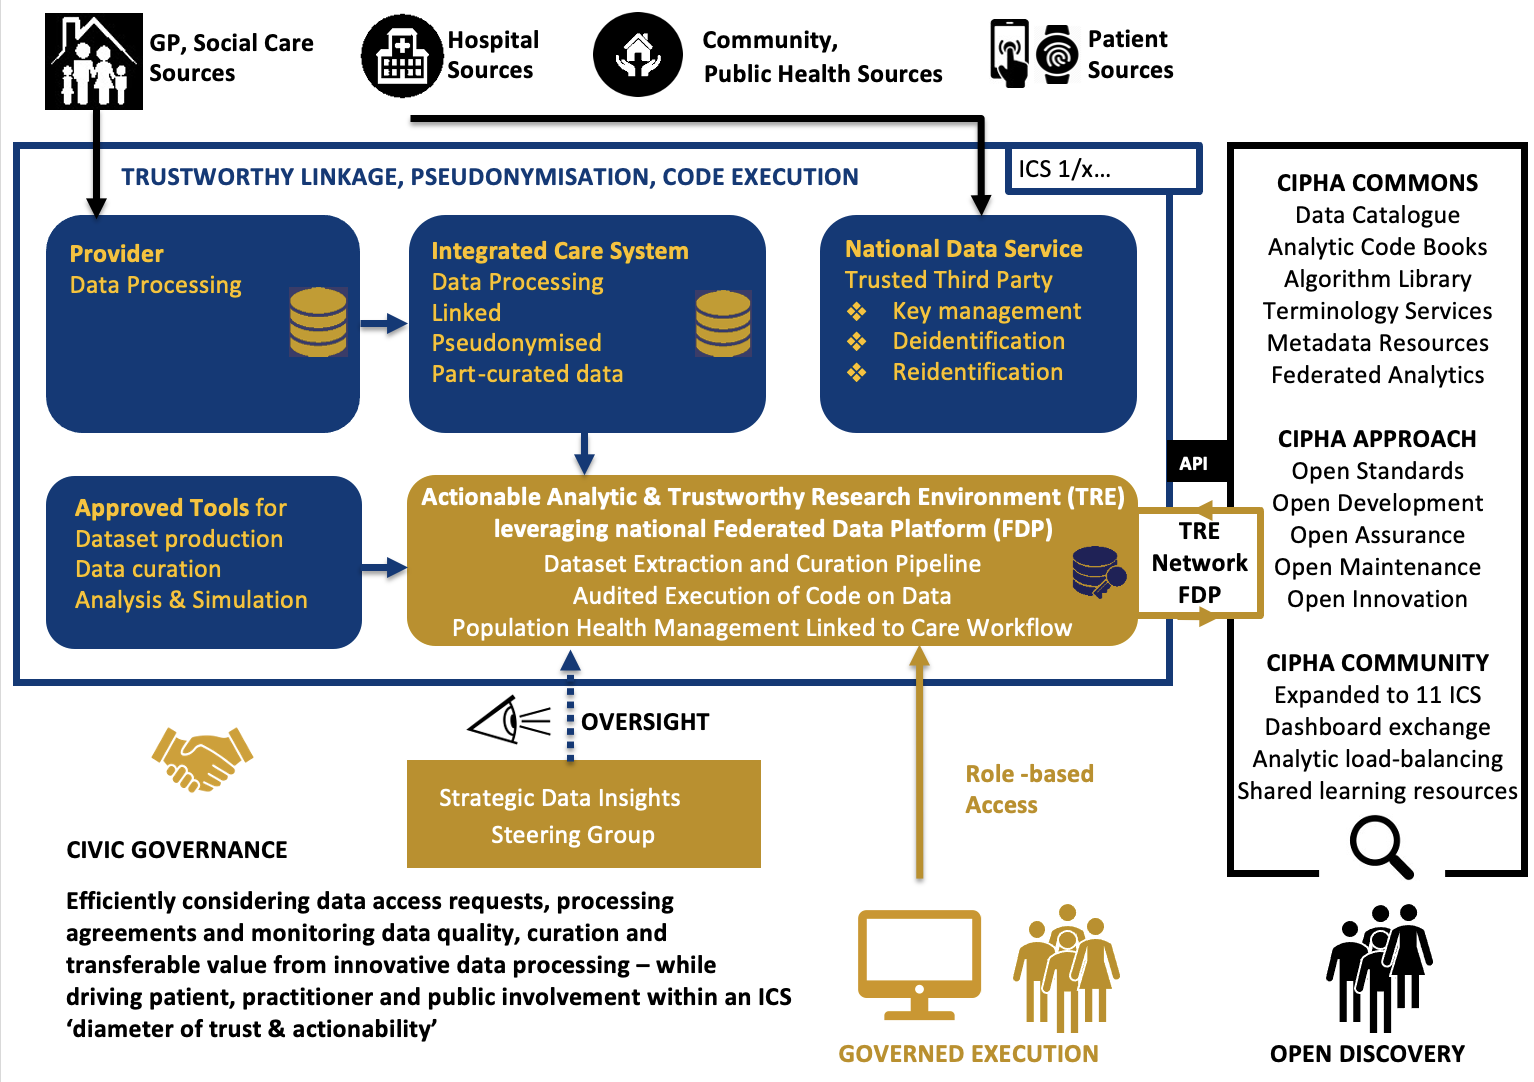 GP, Social Care
Sources
Hospital
Sources
Community,
Public Health Sources
Patient
Sources
TRUSTWORTHY LINKAGE, PSEUDONYMISATION, CODE EXECUTION
ICS 1/x...
Provider
Data Processing
Integrated Care System
Data Processing
Linked
Pseudonymised
Part-curated data
National Data Service
Trusted Third Party
❖ Key management
❖ Deidentification
❖ Reidentification
Approved Tools for
Dataset production
Data curation
Analysis & Simulation
Actionable Analytic & Trustworthy Research Environment (TRE)
leveraging national Federated Data Platform (FDP)
Dataset Extraction and Curation Pipeline
Audited Execution of Code on Data
Population Health Management Linked to Care Workflow
API
TRE
Network
FDP
CIPHA COMMONS
Data Catalogue
Analytic Code Books
Algorithm Library
Terminology Services
Metadata Resources
Federated Analytics
CIPHA APPROACH
Open Standards
Open Development
Open Assurance
Open Maintenance
Open Innovation
CIPHA COMMUNITY
Expanded to 11 ICS
Dashboard exchange
Analytic load-balancing
Shared learning resources
OVERSIGHT
Strategic Data Insights
Steering Group
Role -based
Access
CIVIC GOVERNANCE
Efficiently considering data access requests, processing
agreements and monitoring data quality, curation and
transferable value from innovative data processing – while
driving patient, practitioner and public involvement within an ICS
‘diameter of trust & actionability’
GOVERNED EXECUTION
OPEN DISCOVERY